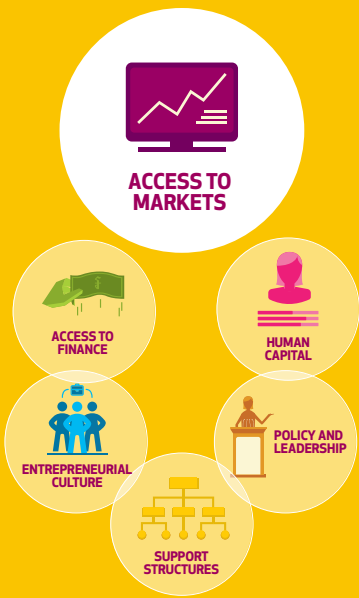 ACCESS TO
MARKETS
ACCESS TO
FINANCE
HUMAN
CAPITAL
ENTREPRENEURIAL
CULTURE
POLICY AND
LEADERSHIP
SUPPORT
STRUCTURES